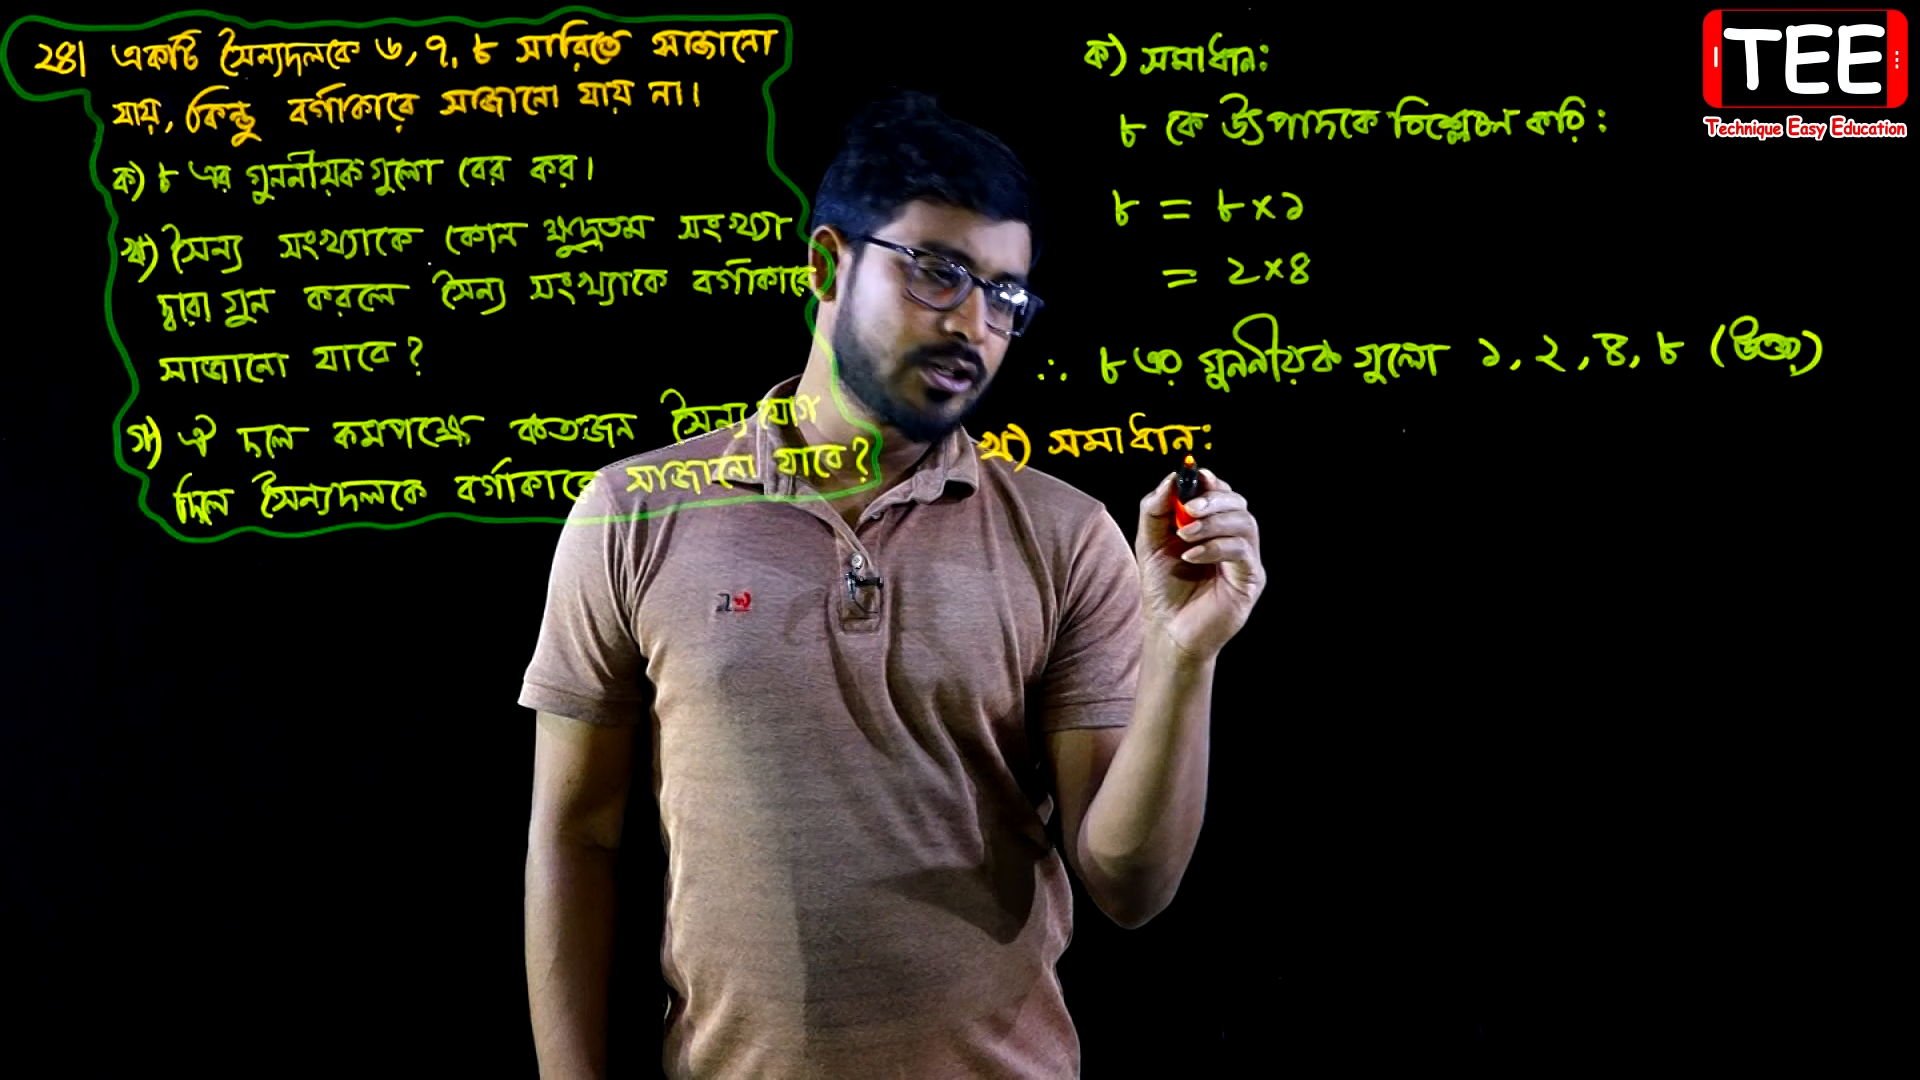 ২৪। একটি সৈন্যদলকে ৬, ৭, ৮ সারিতে সাজানো
যায়, কিন্তু বর্গাকারে সাজানো যায় না।
ক) ৮ এর গুননীয়কগুলো বের কর।
খ) সৈন্য সংখ্যাকে কোন ক্ষুদ্রতম সংখ্যা
দ্বারা গুন করলে সৈন্য সংখ্যাকে বর্গাকারে
সাজানো যাবে?
গ) ঐ দলে কমপক্ষে কতজন সৈন্য যোগ
দিলে সৈন্যদলকে বর্গাকারে সাজানো যাবে?
ক) সমাধান:
৮ কে উৎপাদকে বিশ্লেষন করি:
৮ = ৮×১
= ২×৪
∴ ৮ এর গুননীয়ক গুলো ১, ২, ৪, ৮ (উত্তর)
খ) সমাধান:
TEE
Technique Easy Education